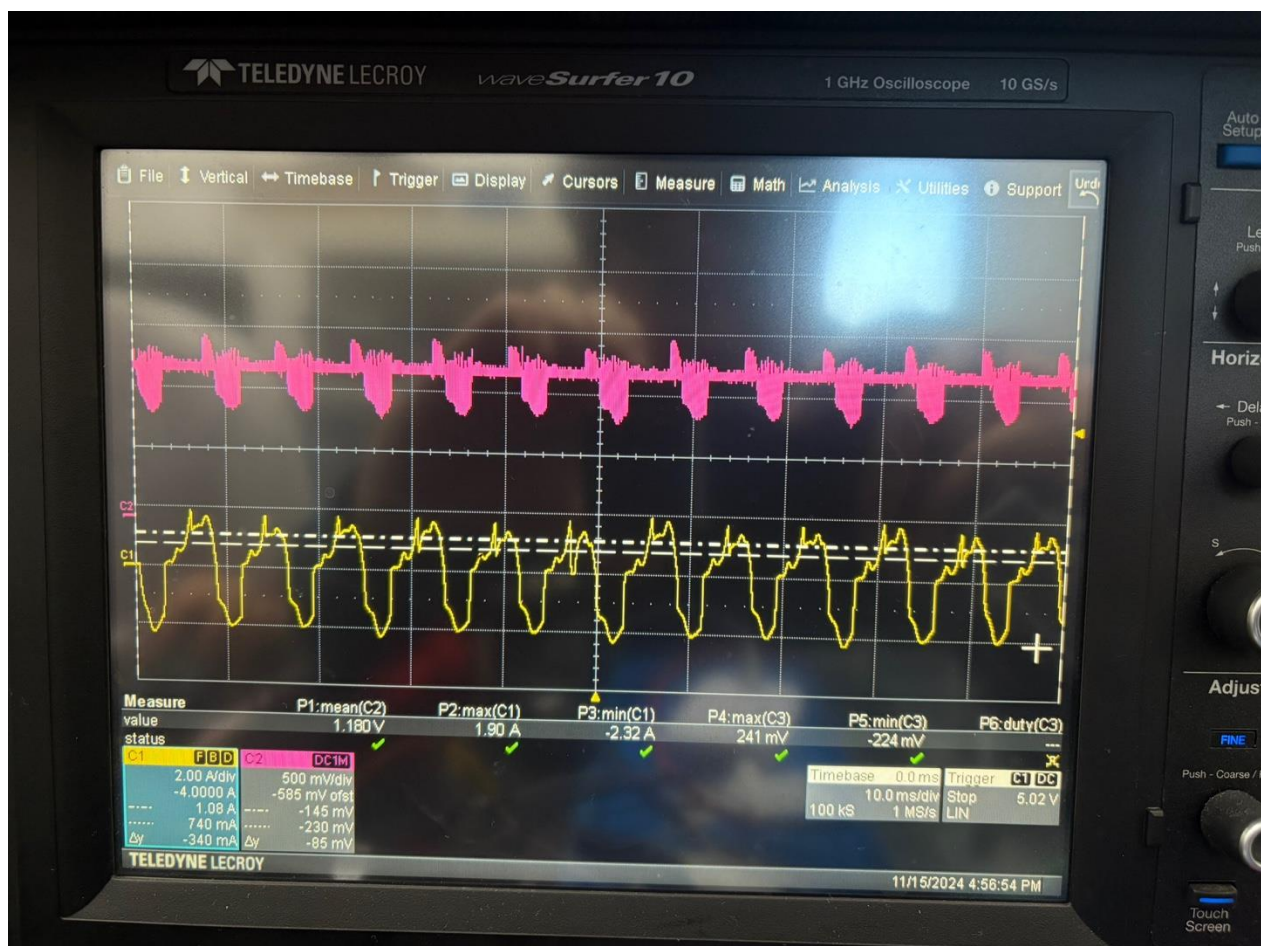 TELEDYNE LECROY waveSurfer 10 1 GHz Oscilloscope 10 GS/s
Auto
Setup
File Vertical Timebase Trigger Display Cursors Measure Math Analysis Utilities Support
Push
Horiz
Push -
C2
C1
S
Measure P1:mean(C2) P2:max(C1) P3:min(C1) P4:max(C3) P5:min(C3) P6:duty(C3)
value 1.180 V 1.90 A -2.32 A 241 mV -224 mV ---
status
C1 F B D C2 DC1M
2.00 A/div 500 mV/div
-4.0000 A -585 mV ofst
1.08 A -145 mV
740 mA -230 mV
Δy -340 mA Δy -85 mV
Timebase 0.0 ms Trigger C1 DC
10.0 ms/div Stop 5.02 V
100 kS 1 MS/s LIN
TELEDYNE LECROY
11/15/2024 4:56:54 PM
Adjus
FINE
Push - Coarse /
Touch
Screen